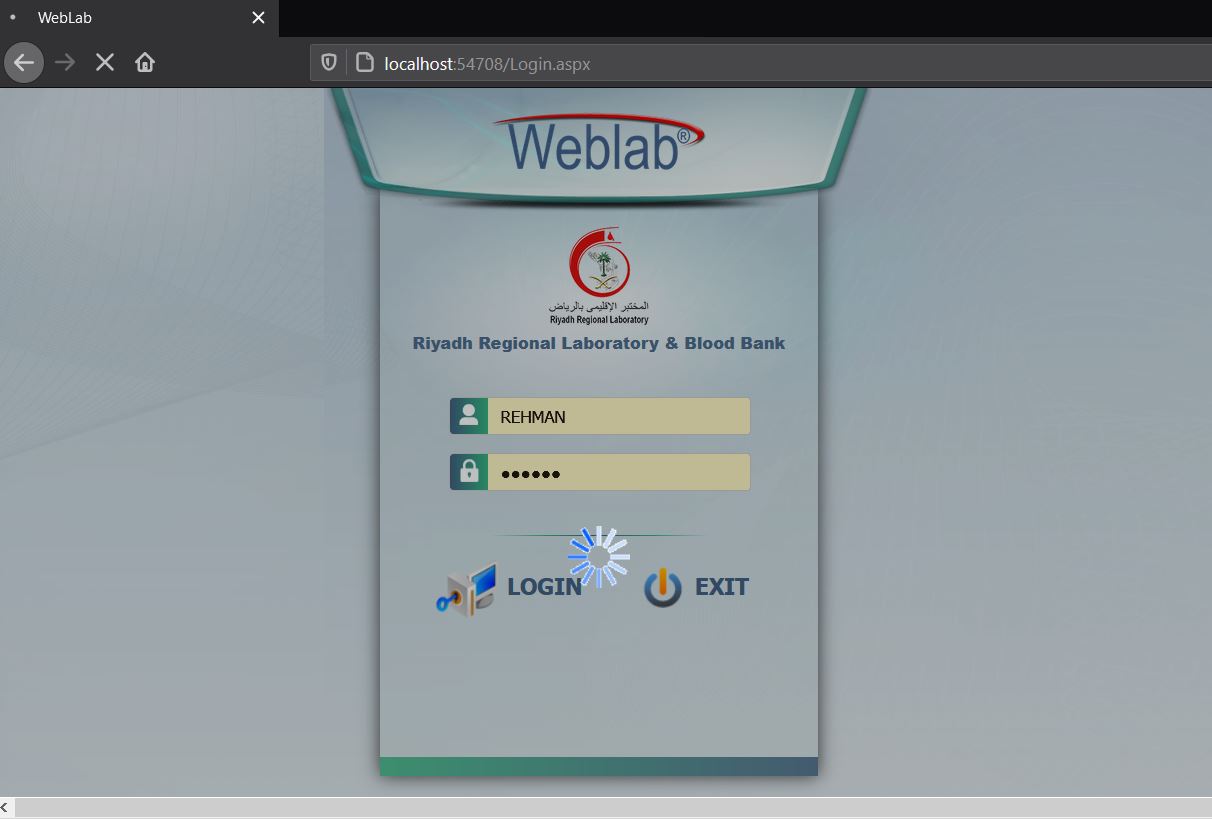 WebLab
localhost:54708/Login.aspx
Weblab®
المختبر الإقليمي بالرياض
Riyadh Regional Laboratory
Riyadh Regional Laboratory & Blood Bank
REHMAN
••••••
LOGIN
EXIT